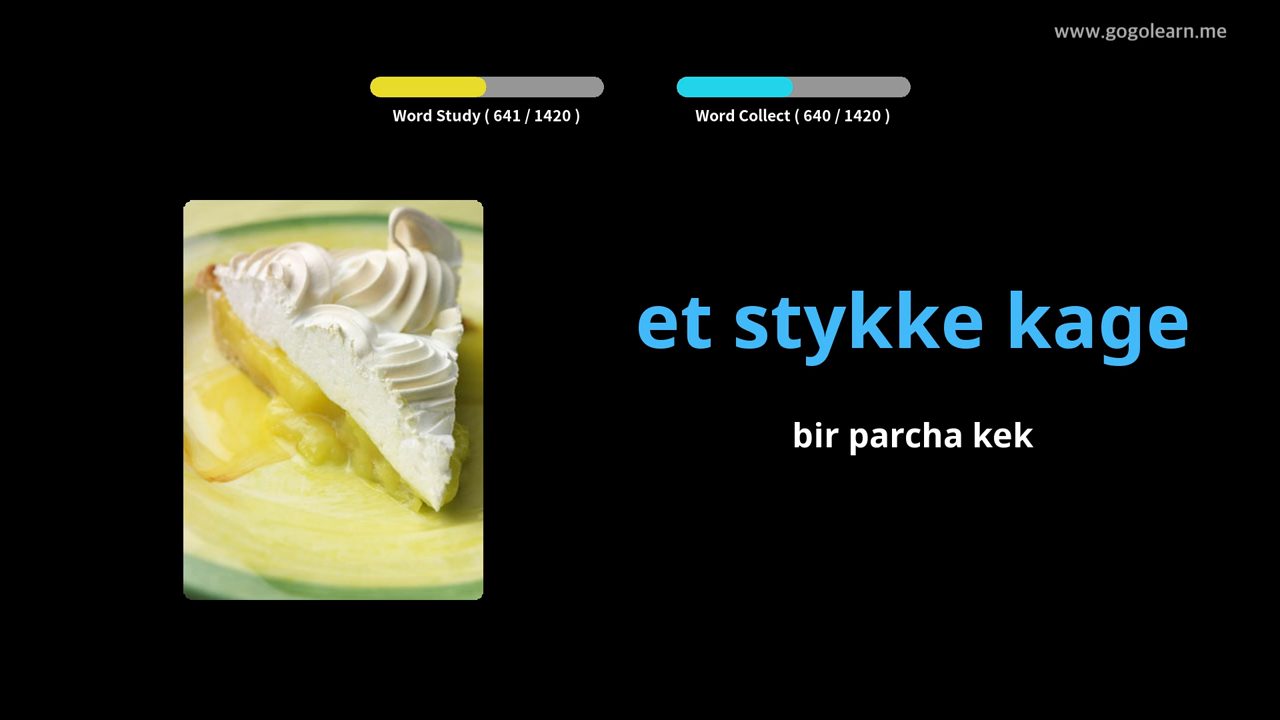 www.gogolearn.me
Word Study ( 641 / 1420 )
Word Collect ( 640 / 1420 )
et stykke kage
bir parcha kek